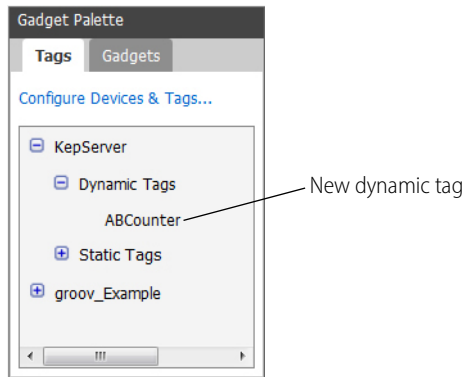 Gadget Palette
Tags Gadgets
Configure Devices & Tags...
KepServer
Dynamic Tags
ABCounter
New dynamic tag
Static Tags
groov_Example